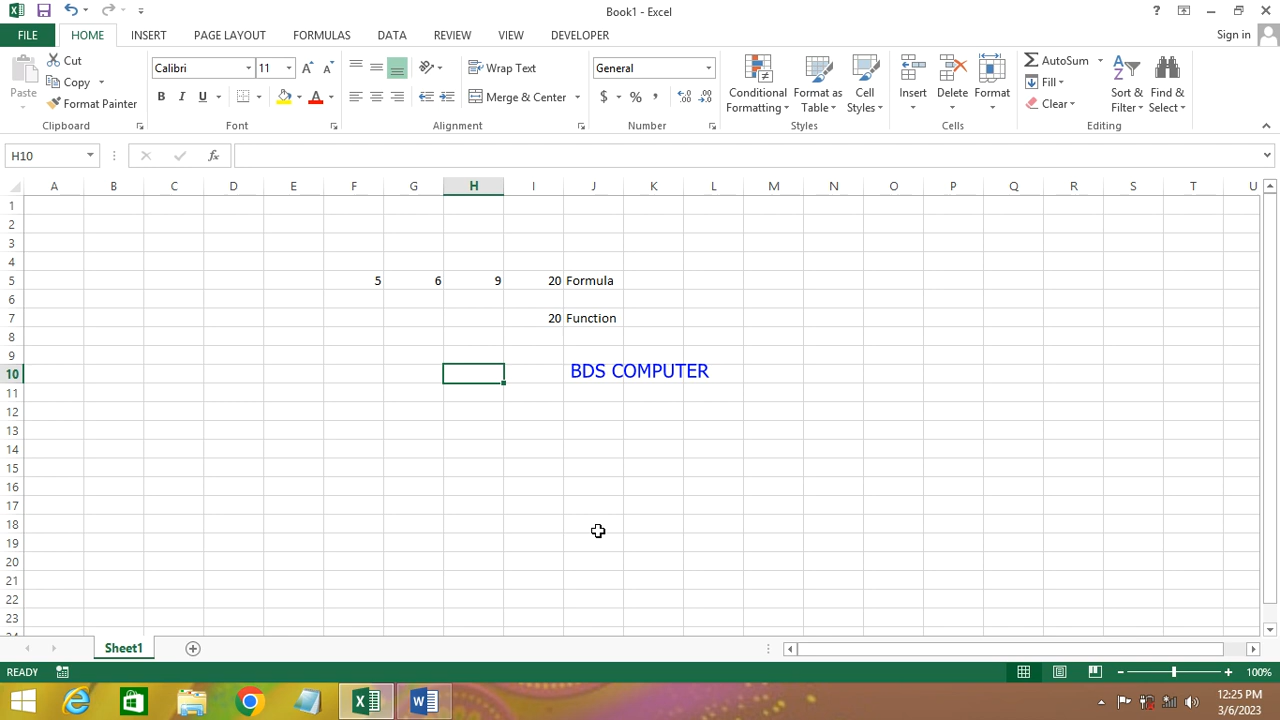 Book1 - Excel
FILE HOME INSERT PAGE LAYOUT FORMULAS DATA REVIEW VIEW DEVELOPER Sign in
Paste
Cut
Copy
Format Painter
Clipboard
Calibri 11
B I U
Font
Wrap Text
Merge & Center
Alignment
General
$ % ,
Number
Conditional Formatting
Format as Table
Cell Styles
Styles
Insert Delete Format
Cells
AutoSum
Fill
Clear
Sort & Filter
Find & Select
Editing
H10
A B C D E F G H I J K L M N O P Q R S T U
1
2
3
4
5 5 6 9 20 Formula
6
7 20 Function
8
9
10 BDS COMPUTER
11
12
13
14
15
16
17
18
19
20
21
22
23
24
Sheet1
READY 100%
12:25 PM
3/6/2023